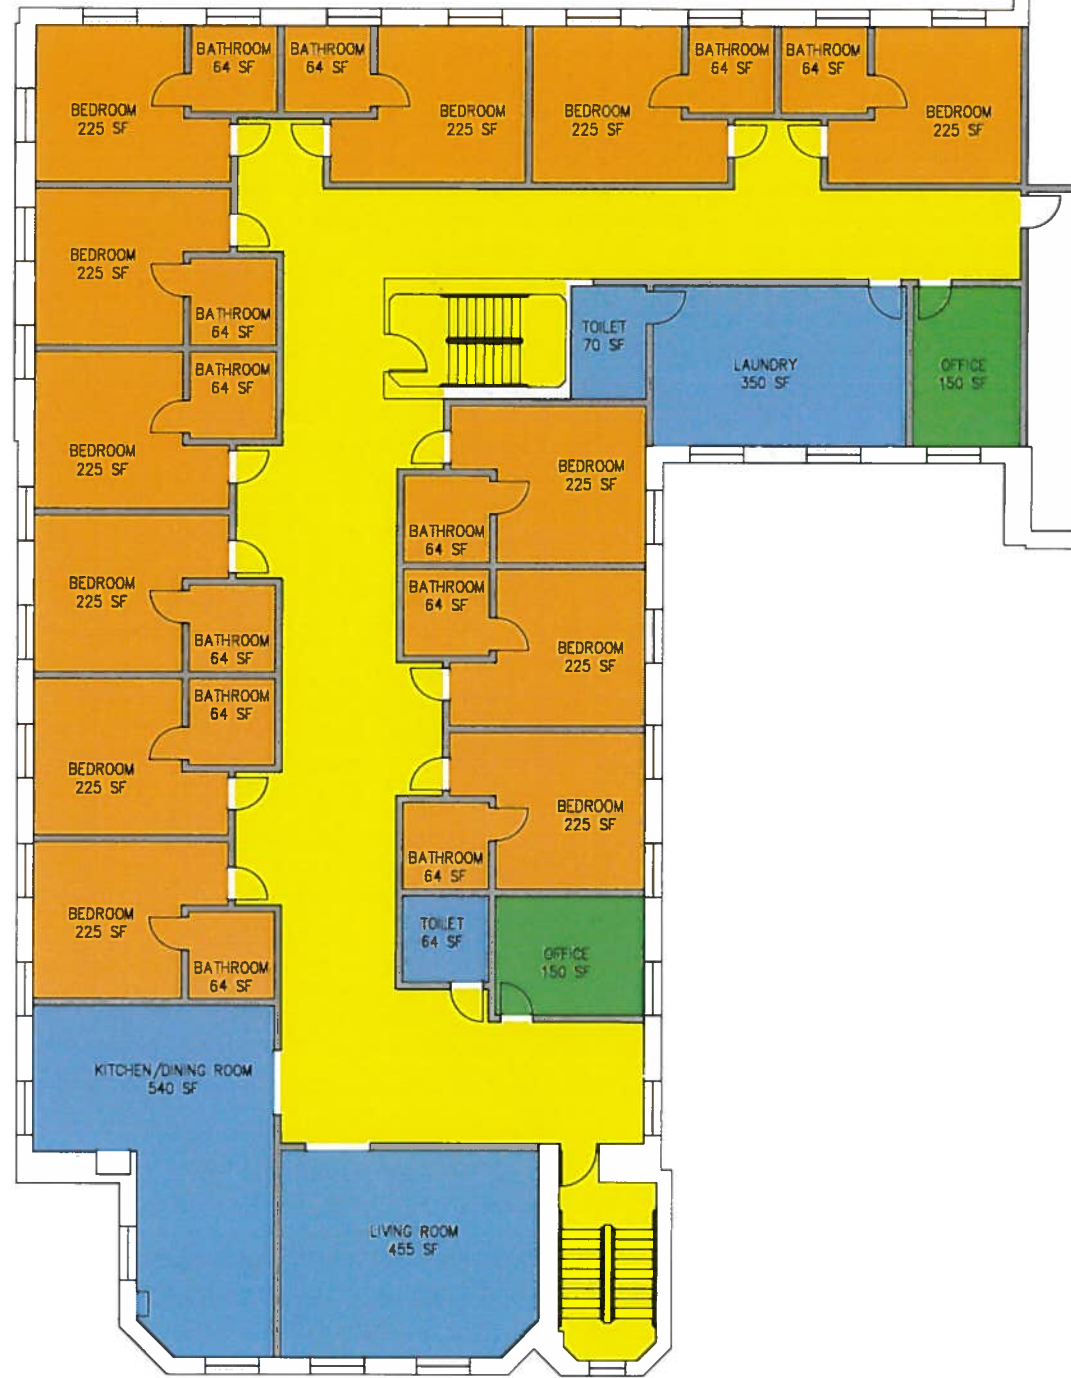 BATHROOM
64 SF
BATHROOM
64 SF
BATHROOM
64 SF
BATHROOM
64 SF
BEDROOM
225 SF
BEDROOM
225 SF
BEDROOM
225 SF
BEDROOM
225 SF
BEDROOM
225 SF
BATHROOM
64 SF
TOILET
70 SF
LAUNDRY
350 SF
OFFICE
150 SF
BATHROOM
64 SF
BEDROOM
225 SF
BEDROOM
225 SF
BATHROOM
64 SF
BEDROOM
225 SF
BATHROOM
64 SF
BATHROOM
64 SF
BEDROOM
225 SF
BATHROOM
64 SF
BEDROOM
225 SF
BEDROOM
225 SF
BATHROOM
64 SF
BEDROOM
225 SF
BATHROOM
64 SF
TOILET
64 SF
OFFICE
150 SF
BATHROOM
64 SF
KITCHEN/DINING ROOM
540 SF
LIVING ROOM
455 SF